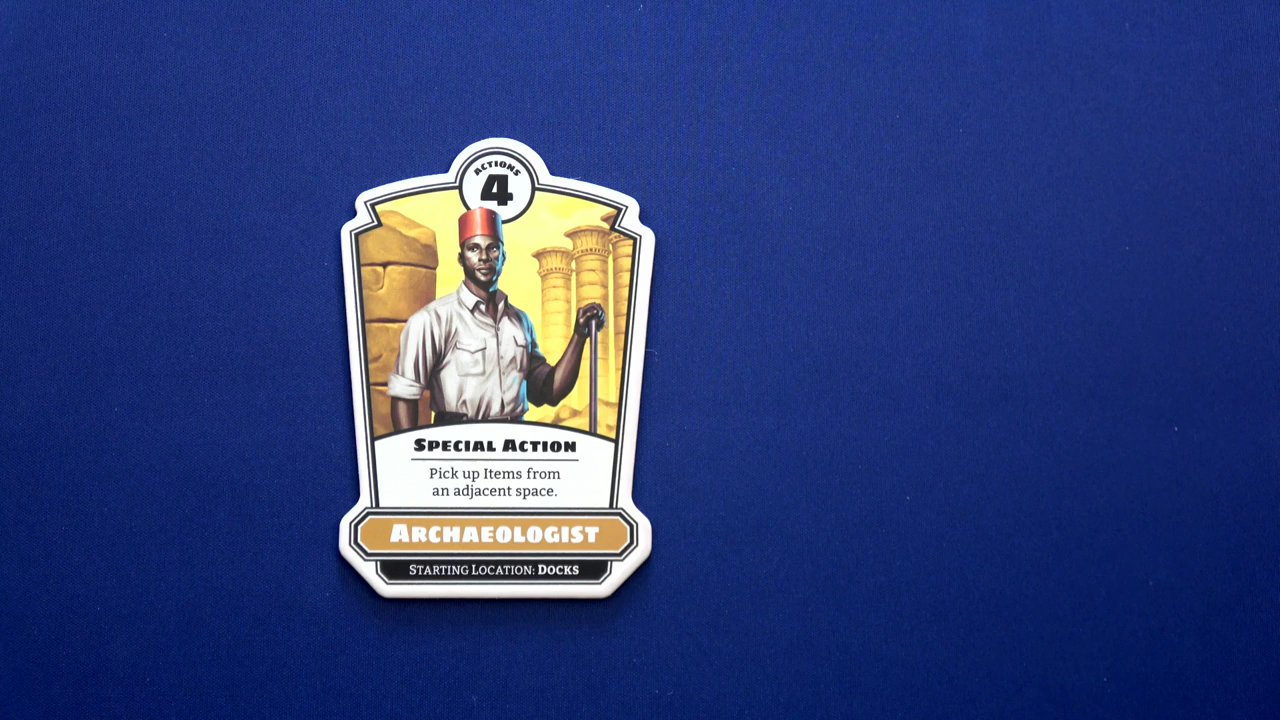 ACTIONS
4
SPECIAL ACTION
Pick up Items from
an adjacent space.
ARCHAEOLOGIST
STARTING LOCATION: DOCKS